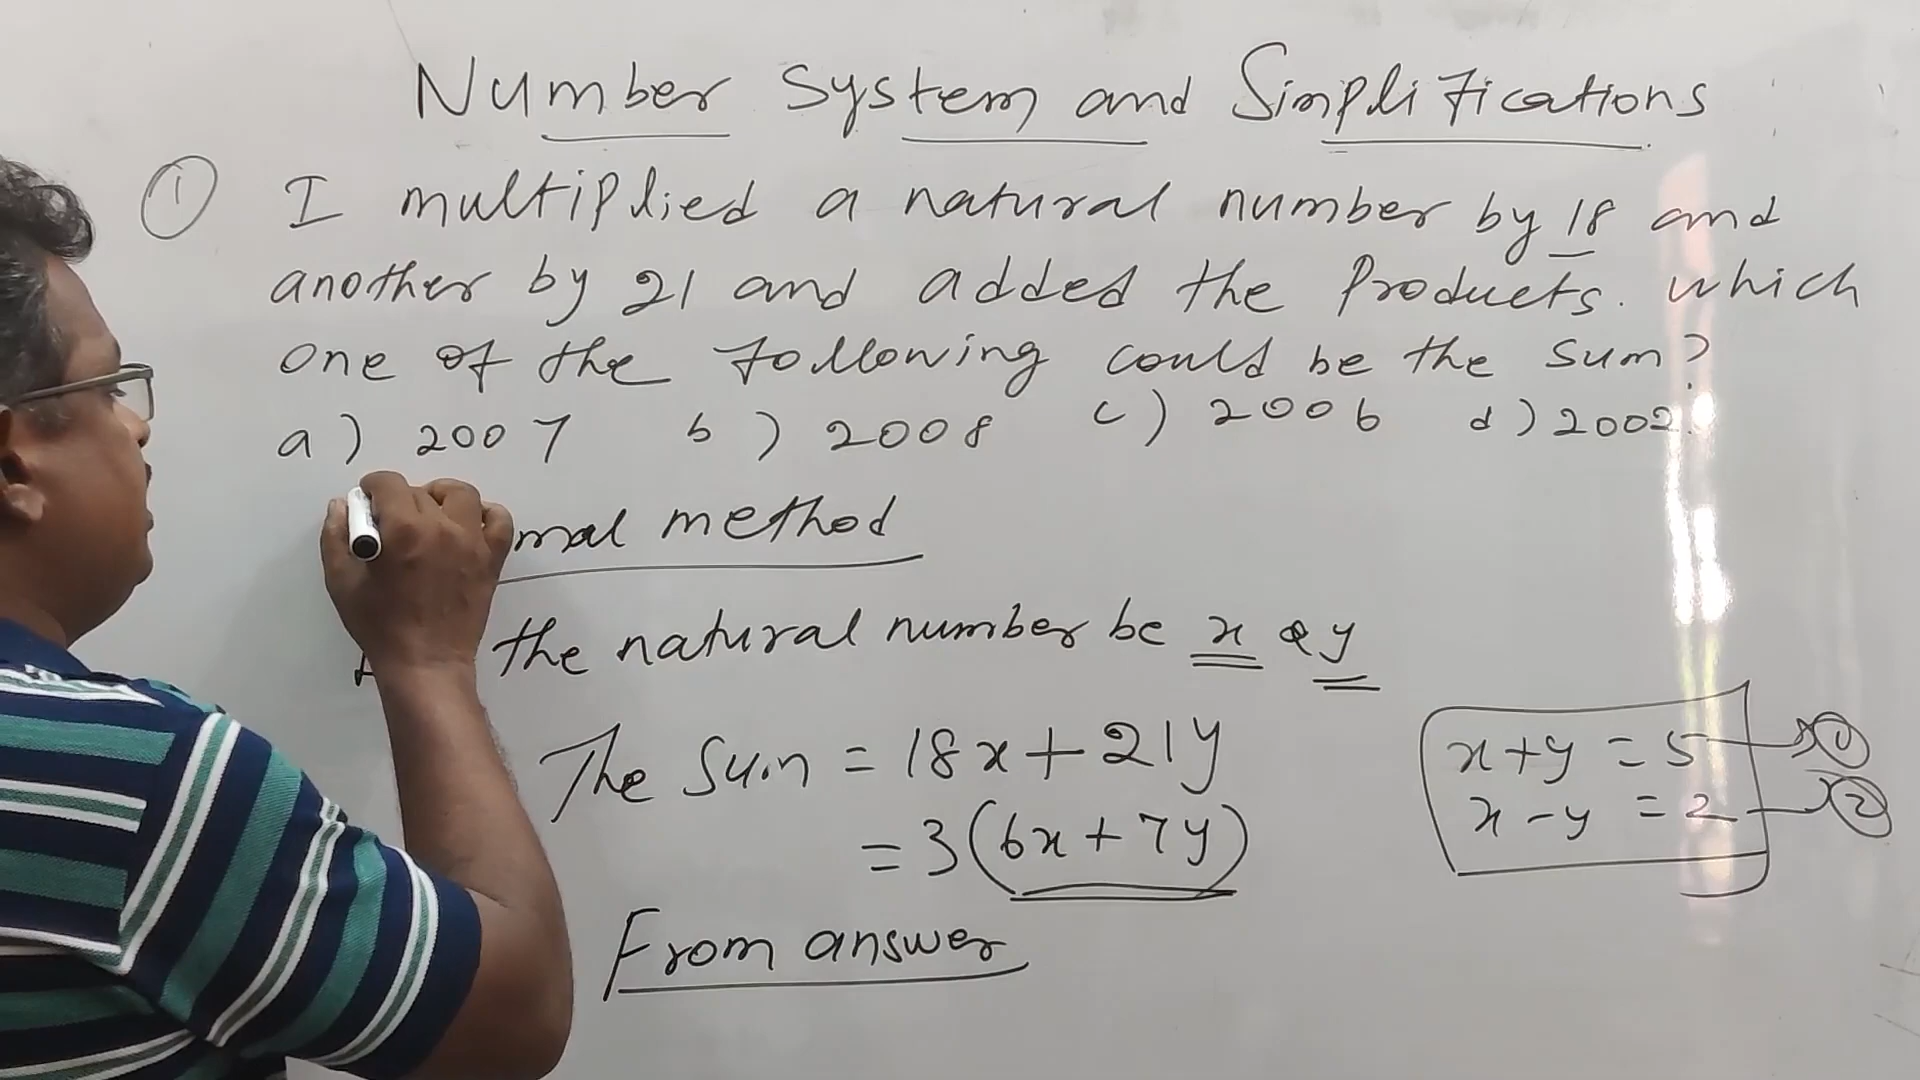 Number System and Simplifications
① I multiplied a natural number by 18 and
another by 21 and added the products. which
one of the following could be the sum?
a) 2007 b) 2008 c) 2006 d) 2002
method
the natural number be x & y
The Sum = 18x + 21y
= 3(6x + 7y)
From answer
x+y = 5 → ①
x-y = 2 → ②